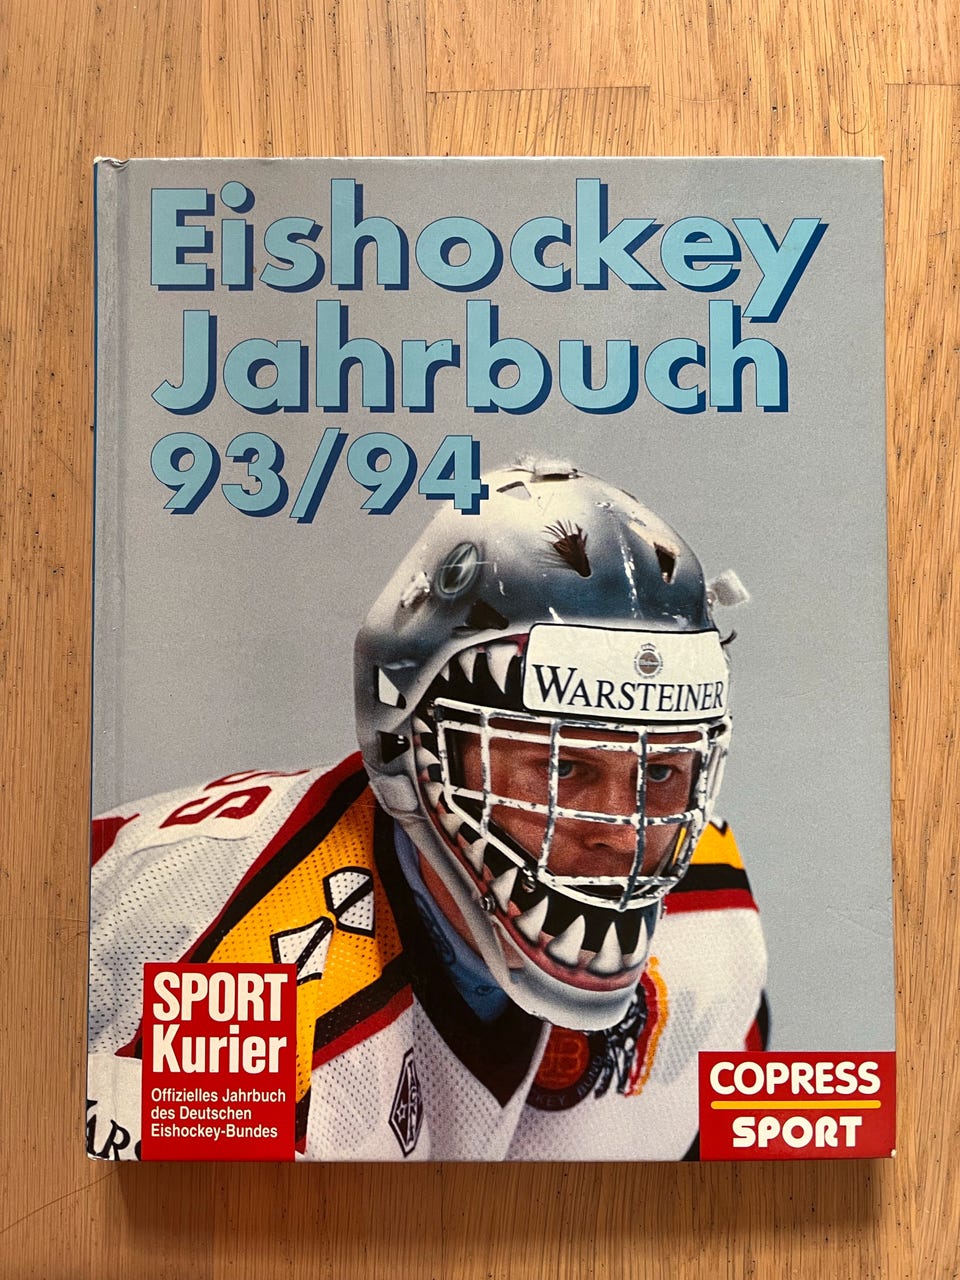 Eishockey
Jahrbuch
93/94
WARSTEINER
SPORT
Kurier
Offizielles Jahrbuch
des Deutschen
Eishockey-Bundes
COPRESS
SPORT